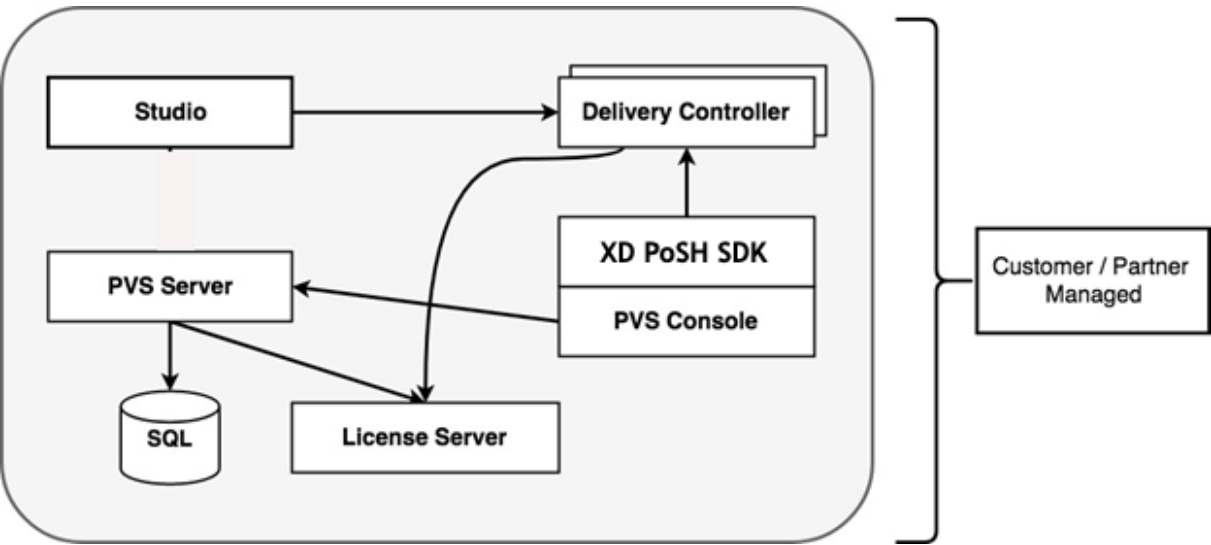 Studio
Delivery Controller
XD PoSH SDK
PVS Server
PVS Console
SQL
License Server
Customer / Partner
Managed